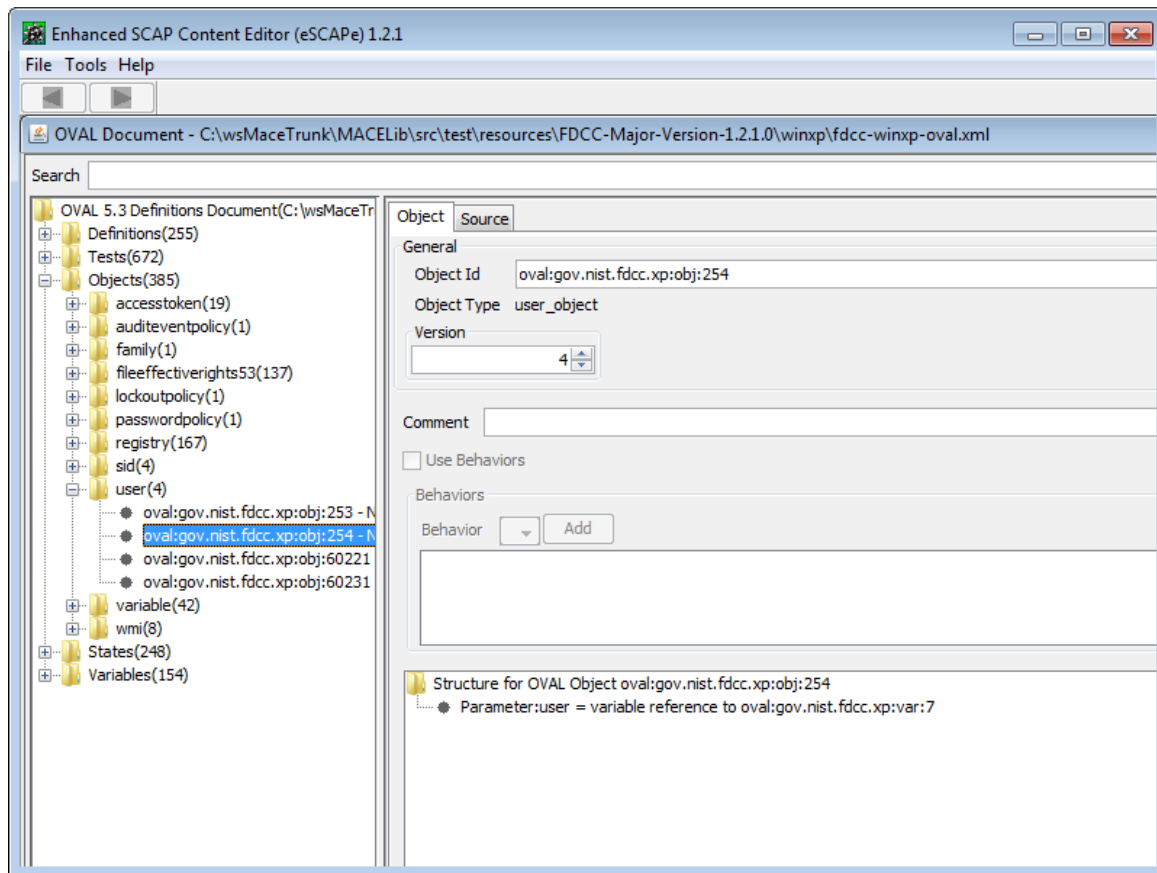 Enhanced SCAP Content Editor (eSCAPe) 1.2.1
File Tools Help
OVAL Document - C:\wsMaceTrunk\MACELib\src\test\resources\FDCC-Major-Version-1.2.1.0\winxp\fdcc-winxp-oval.xml
Search
OVAL 5.3 Definitions Document(C:\wsMaceTr
Definitions(255)
Tests(672)
Objects(385)
accesstoken(19)
auditeventpolicy(1)
family(1)
fileeffectiverights53(137)
lockoutpolicy(1)
passwordpolicy(1)
registry(167)
sid(4)
user(4)
oval:gov.nist.fdcc.xp:obj:253 - N
oval:gov.nist.fdcc.xp:obj:254 - N
oval:gov.nist.fdcc.xp:obj:60221
oval:gov.nist.fdcc.xp:obj:60231
variable(42)
wmi(8)
States(248)
Variables(154)
Object Source
General
Object Id oval:gov.nist.fdcc.xp:obj:254
Object Type user_object
Version
4
Comment
Use Behaviors
Behaviors
Behavior Add
Structure for OVAL Object oval:gov.nist.fdcc.xp:obj:254
Parameter:user = variable reference to oval:gov.nist.fdcc.xp:var:7